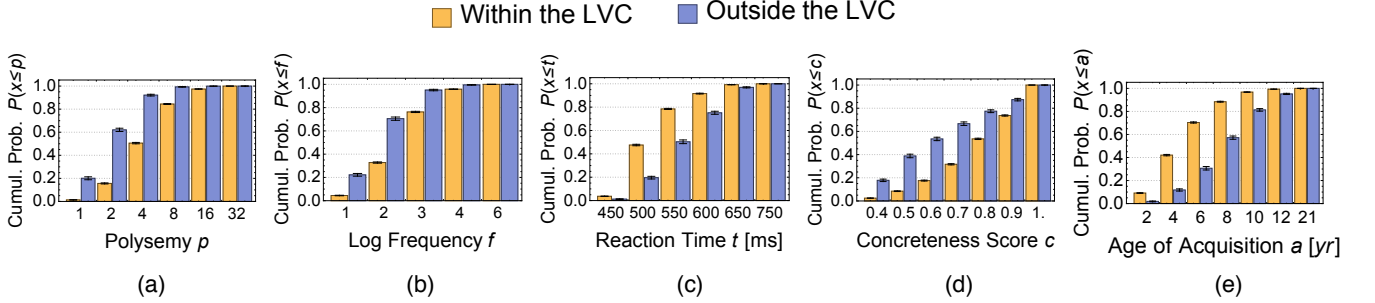 Within the LVC Outside the LVC
Cumul. Prob. P(x≤p)
1.0
0.8
0.6
0.4
0.2
0.0
1 2 4 8 16 32
Polysemy p
(a)
Cumul. Prob. P(x≤f)
1.0
0.8
0.6
0.4
0.2
0.0
1 2 3 4 6
Log Frequency f
(b)
Cumul. Prob. P(x≤t)
1.0
0.8
0.6
0.4
0.2
0.0
450 500 550 600 650 750
Reaction Time t [ms]
(c)
Cumul. Prob. P(x≤c)
1.0
0.8
0.6
0.4
0.2
0.0
0.4 0.5 0.6 0.7 0.8 0.9 1.
Concreteness Score c
(d)
Cumul. Prob. P(x≤a)
1.0
0.8
0.6
0.4
0.2
0.0
2 4 6 8 10 12 21
Age of Acquisition a [yr]
(e)